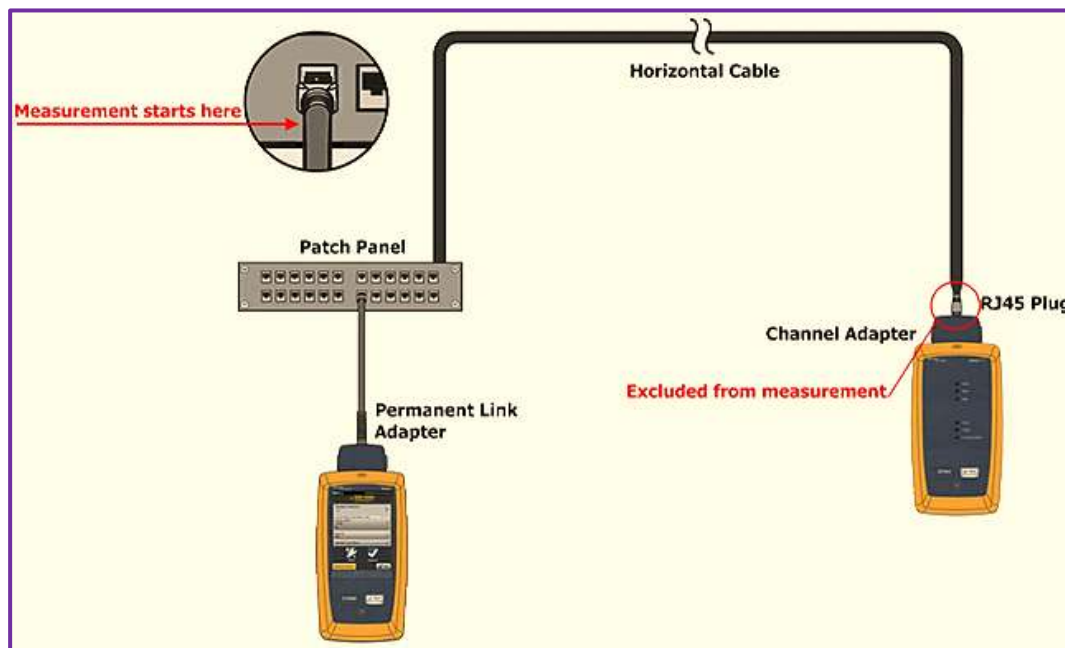 Horizontal Cable
Measurement starts here
Patch Panel
RJ45 Plug
Channel Adapter
Excluded from measurement
Permanent Link
Adapter